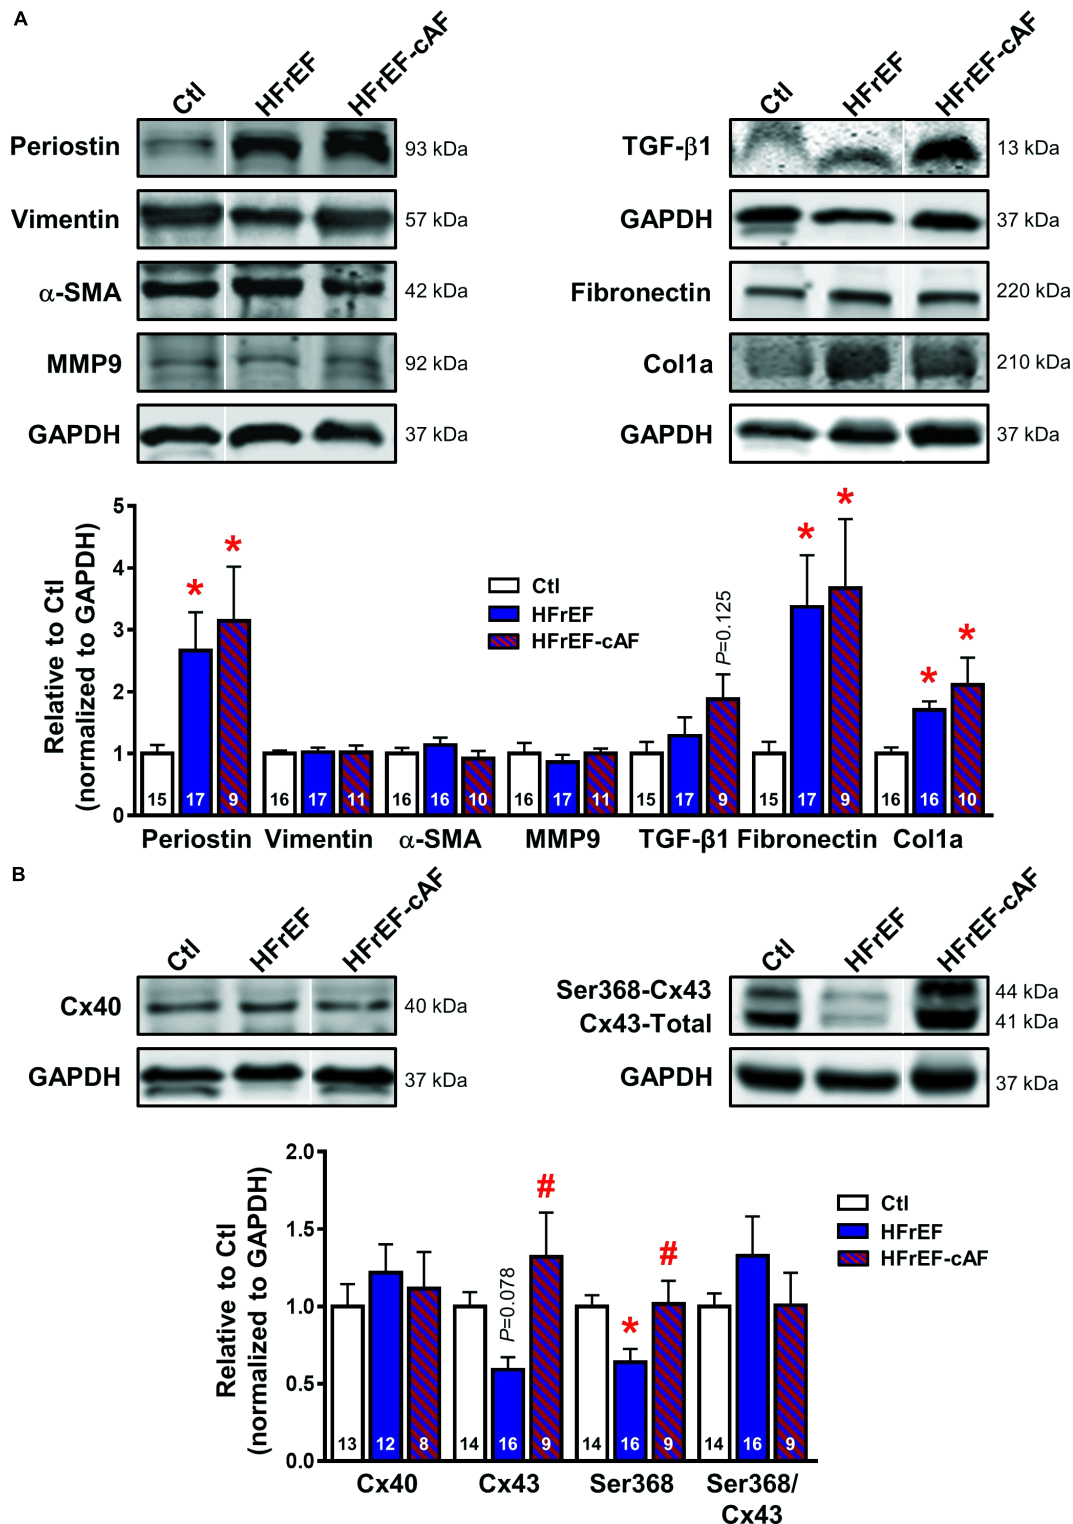 A
Ctl HFrEF HFrEF-cAF
Periostin 93 kDa
Vimentin 57 kDa
α-SMA 42 kDa
MMP9 92 kDa
GAPDH 37 kDa
Ctl HFrEF HFrEF-cAF
TGF-β1 13 kDa
GAPDH 37 kDa
Fibronectin 220 kDa
Col1a 210 kDa
GAPDH 37 kDa
Relative to Ctl
(normalized to GAPDH)
5
4
3
2
1
0
Ctl
HFrEF
HFrEF-cAF
* * P=0.125 * * * *
15 17 9 16 17 11 16 16 10 16 17 11 15 17 9 15 17 9 16 16 10
Periostin Vimentin α-SMA MMP9 TGF-β1 Fibronectin Col1a
B
Ctl HFrEF HFrEF-cAF
Cx40 40 kDa
GAPDH 37 kDa
Ctl HFrEF HFrEF-cAF
Ser368-Cx43 44 kDa
Cx43-Total 41 kDa
GAPDH 37 kDa
Relative to Ctl
(normalized to GAPDH)
2.0
1.5
1.0
0.5
0.0
Ctl
HFrEF
HFrEF-cAF
P=0.078 # * #
13 12 8 14 16 9 14 16 9 14 16 9
Cx40 Cx43 Ser368 Ser368/
Cx43